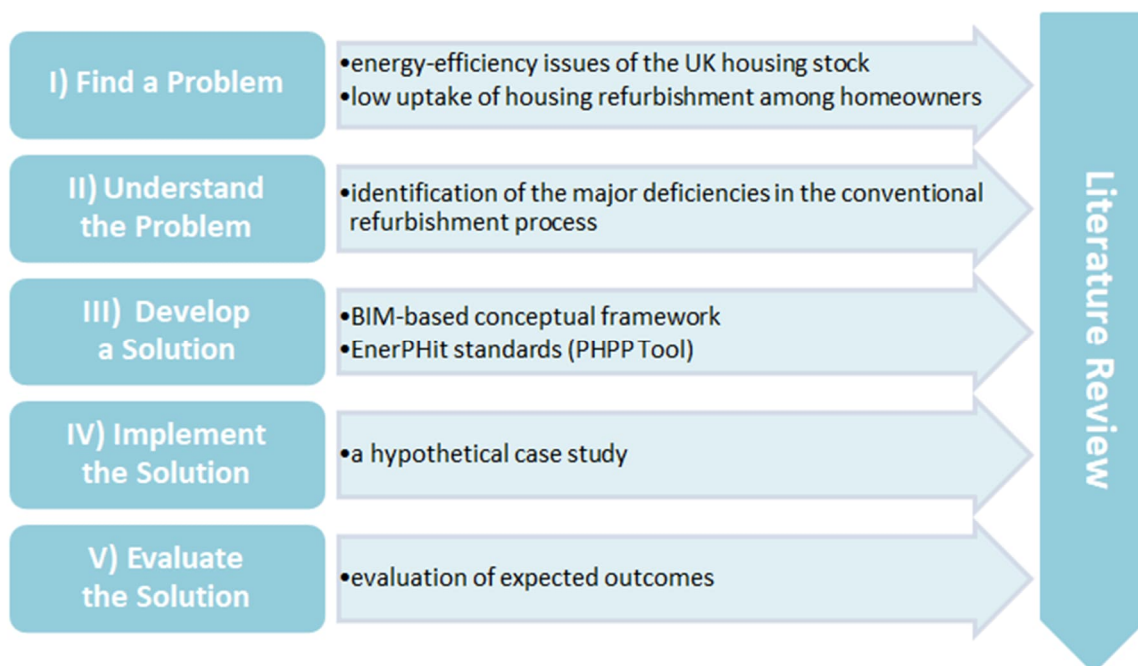 I) Find a Problem
•energy-efficiency issues of the UK housing stock
•low uptake of housing refurbishment among homeowners
II) Understand
the Problem
•identification of the major deficiencies in the conventional
refurbishment process
III) Develop
a Solution
•BIM-based conceptual framework
•EnerPHit standards (PHPP Tool)
IV) Implement
the Solution
•a hypothetical case study
V) Evaluate
the Solution
•evaluation of expected outcomes
Literature Review